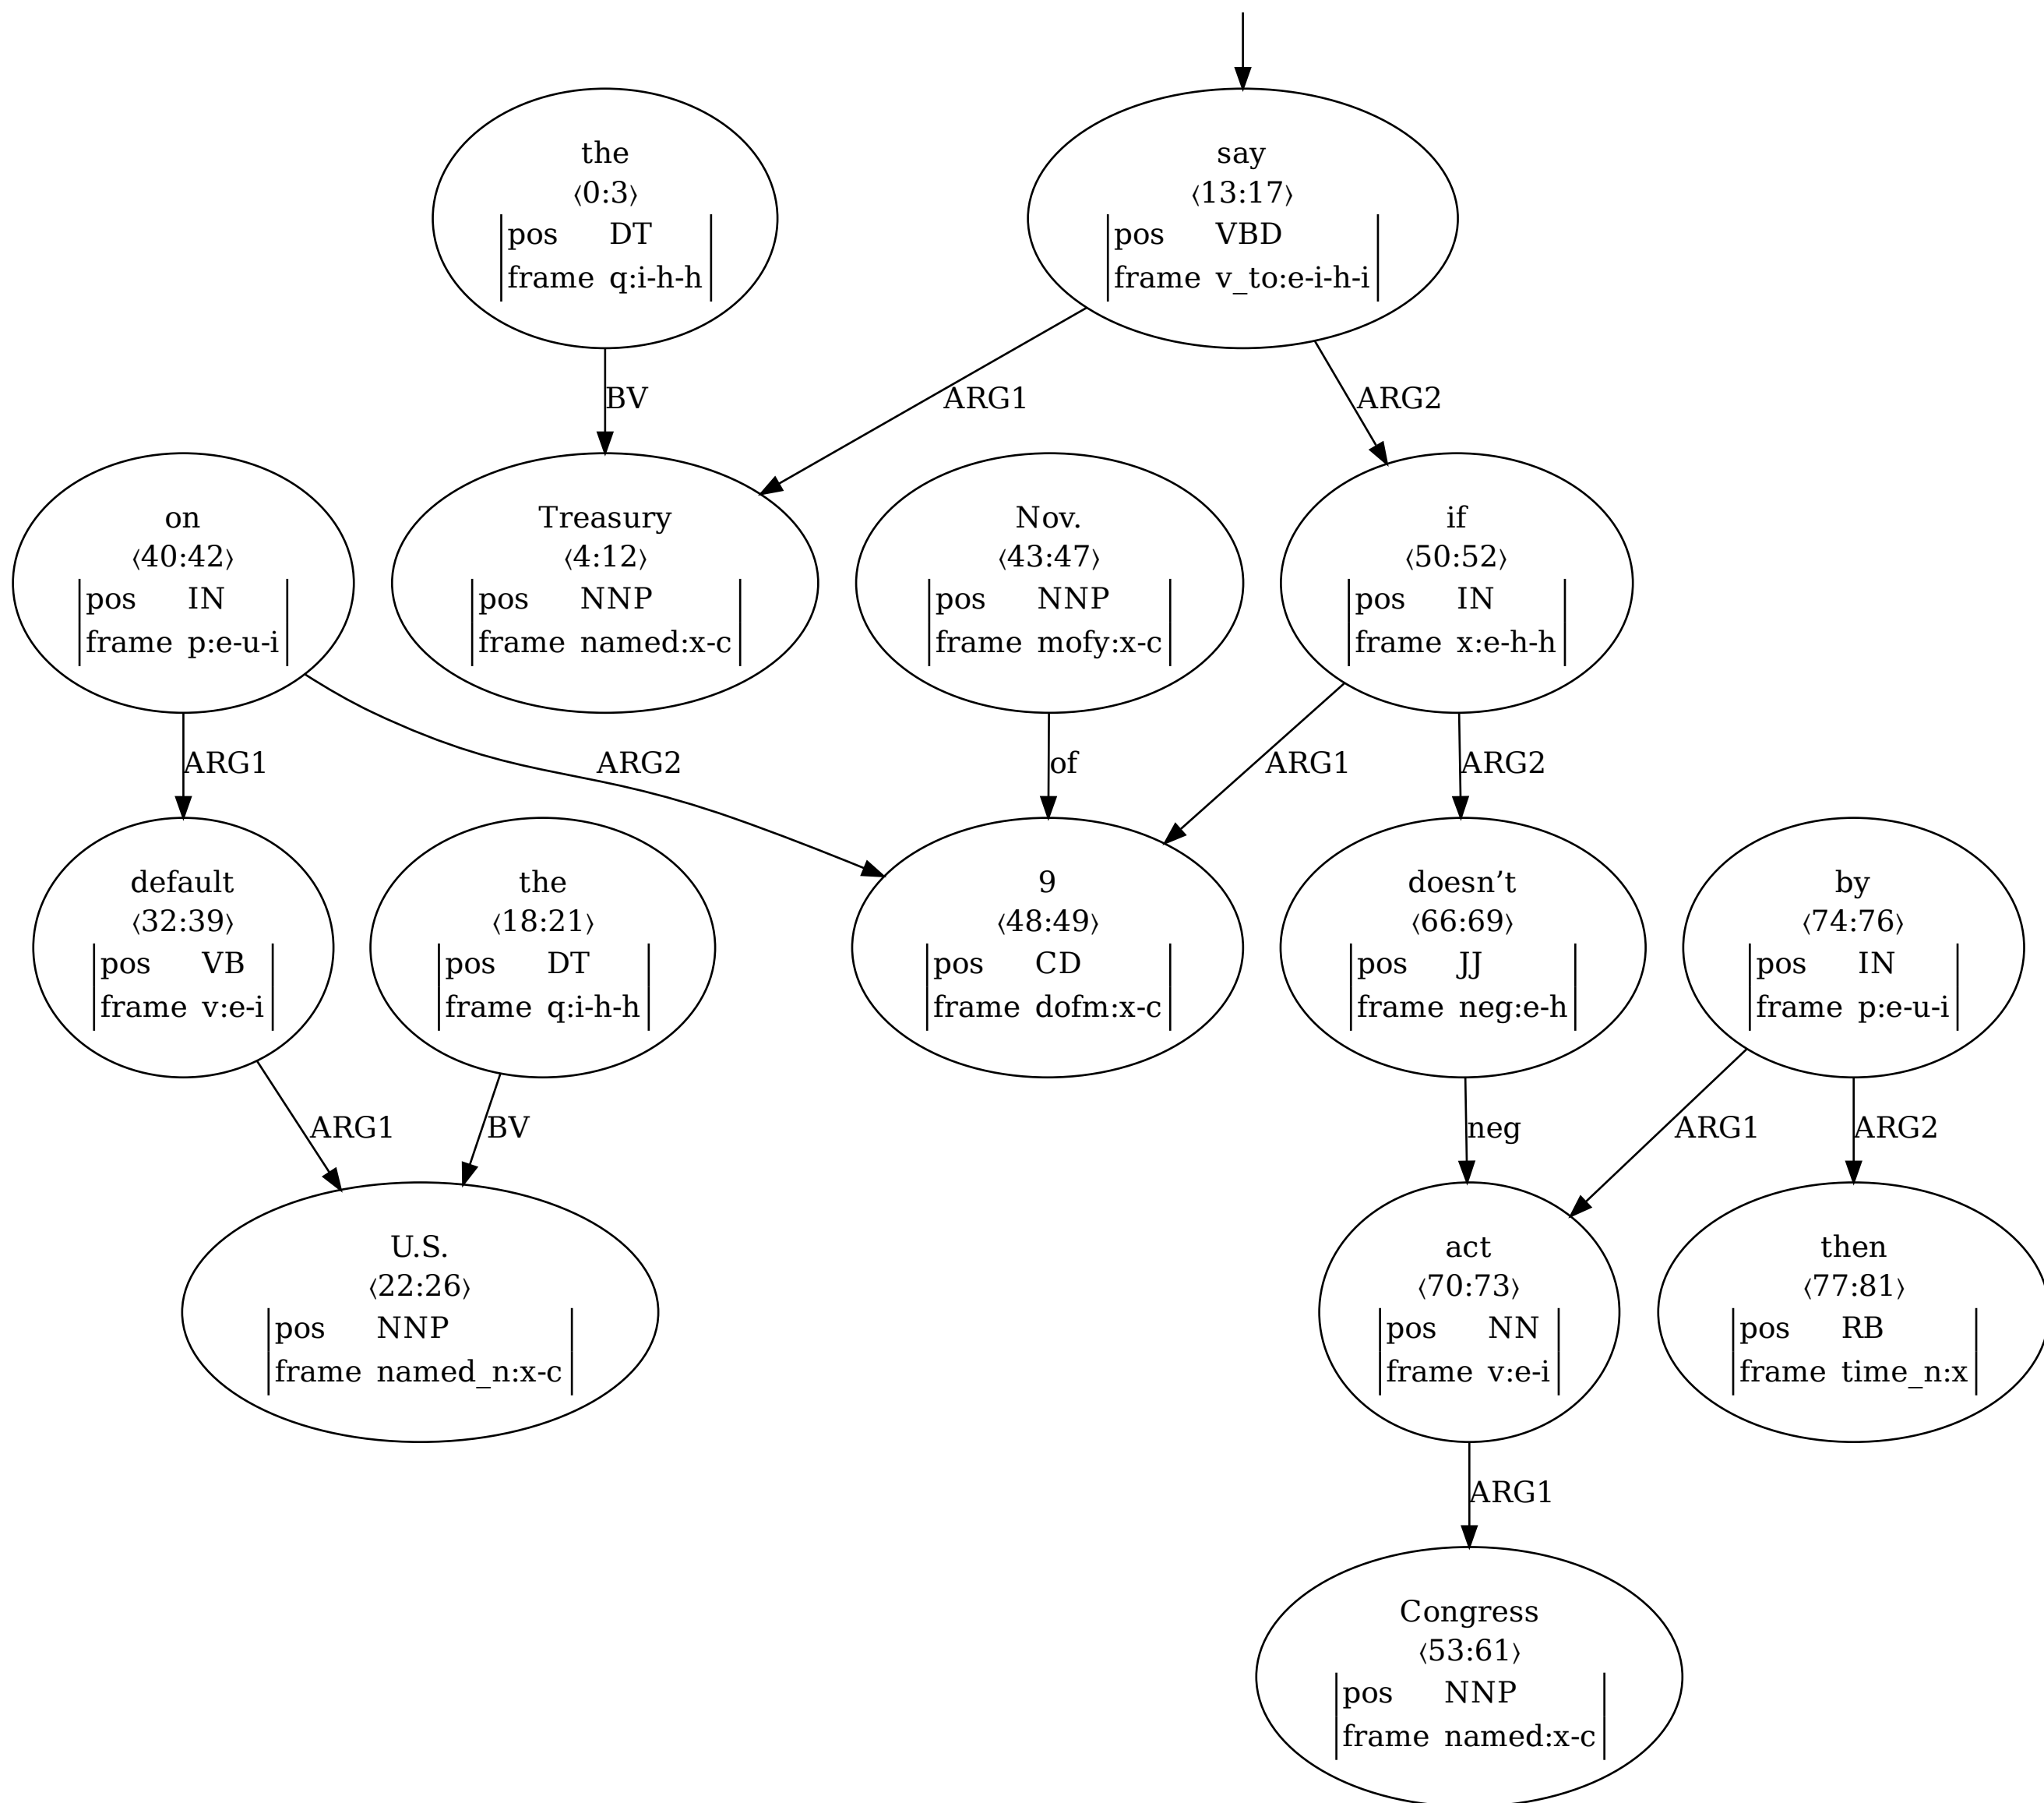 the
⟨0:3⟩
pos DT
frame q:i-h-h
say
⟨13:17⟩
pos VBD
frame v_to:e-i-h-i
BV
ARG1
ARG2
on
⟨40:42⟩
pos IN
frame p:e-u-i
Treasury
⟨4:12⟩
pos NNP
frame named:x-c
Nov.
⟨43:47⟩
pos NNP
frame mofy:x-c
if
⟨50:52⟩
pos IN
frame x:e-h-h
ARG1
ARG2
of
ARG1
ARG2
default
⟨32:39⟩
pos VB
frame v:e-i
the
⟨18:21⟩
pos DT
frame q:i-h-h
9
⟨48:49⟩
pos CD
frame dofm:x-c
doesn’t
⟨66:69⟩
pos JJ
frame neg:e-h
by
⟨74:76⟩
pos IN
frame p:e-u-i
ARG1
BV
neg
ARG1
ARG2
U.S.
⟨22:26⟩
pos NNP
frame named_n:x-c
act
⟨70:73⟩
pos NN
frame v:e-i
then
⟨77:81⟩
pos RB
frame time_n:x
ARG1
Congress
⟨53:61⟩
pos NNP
frame named:x-c